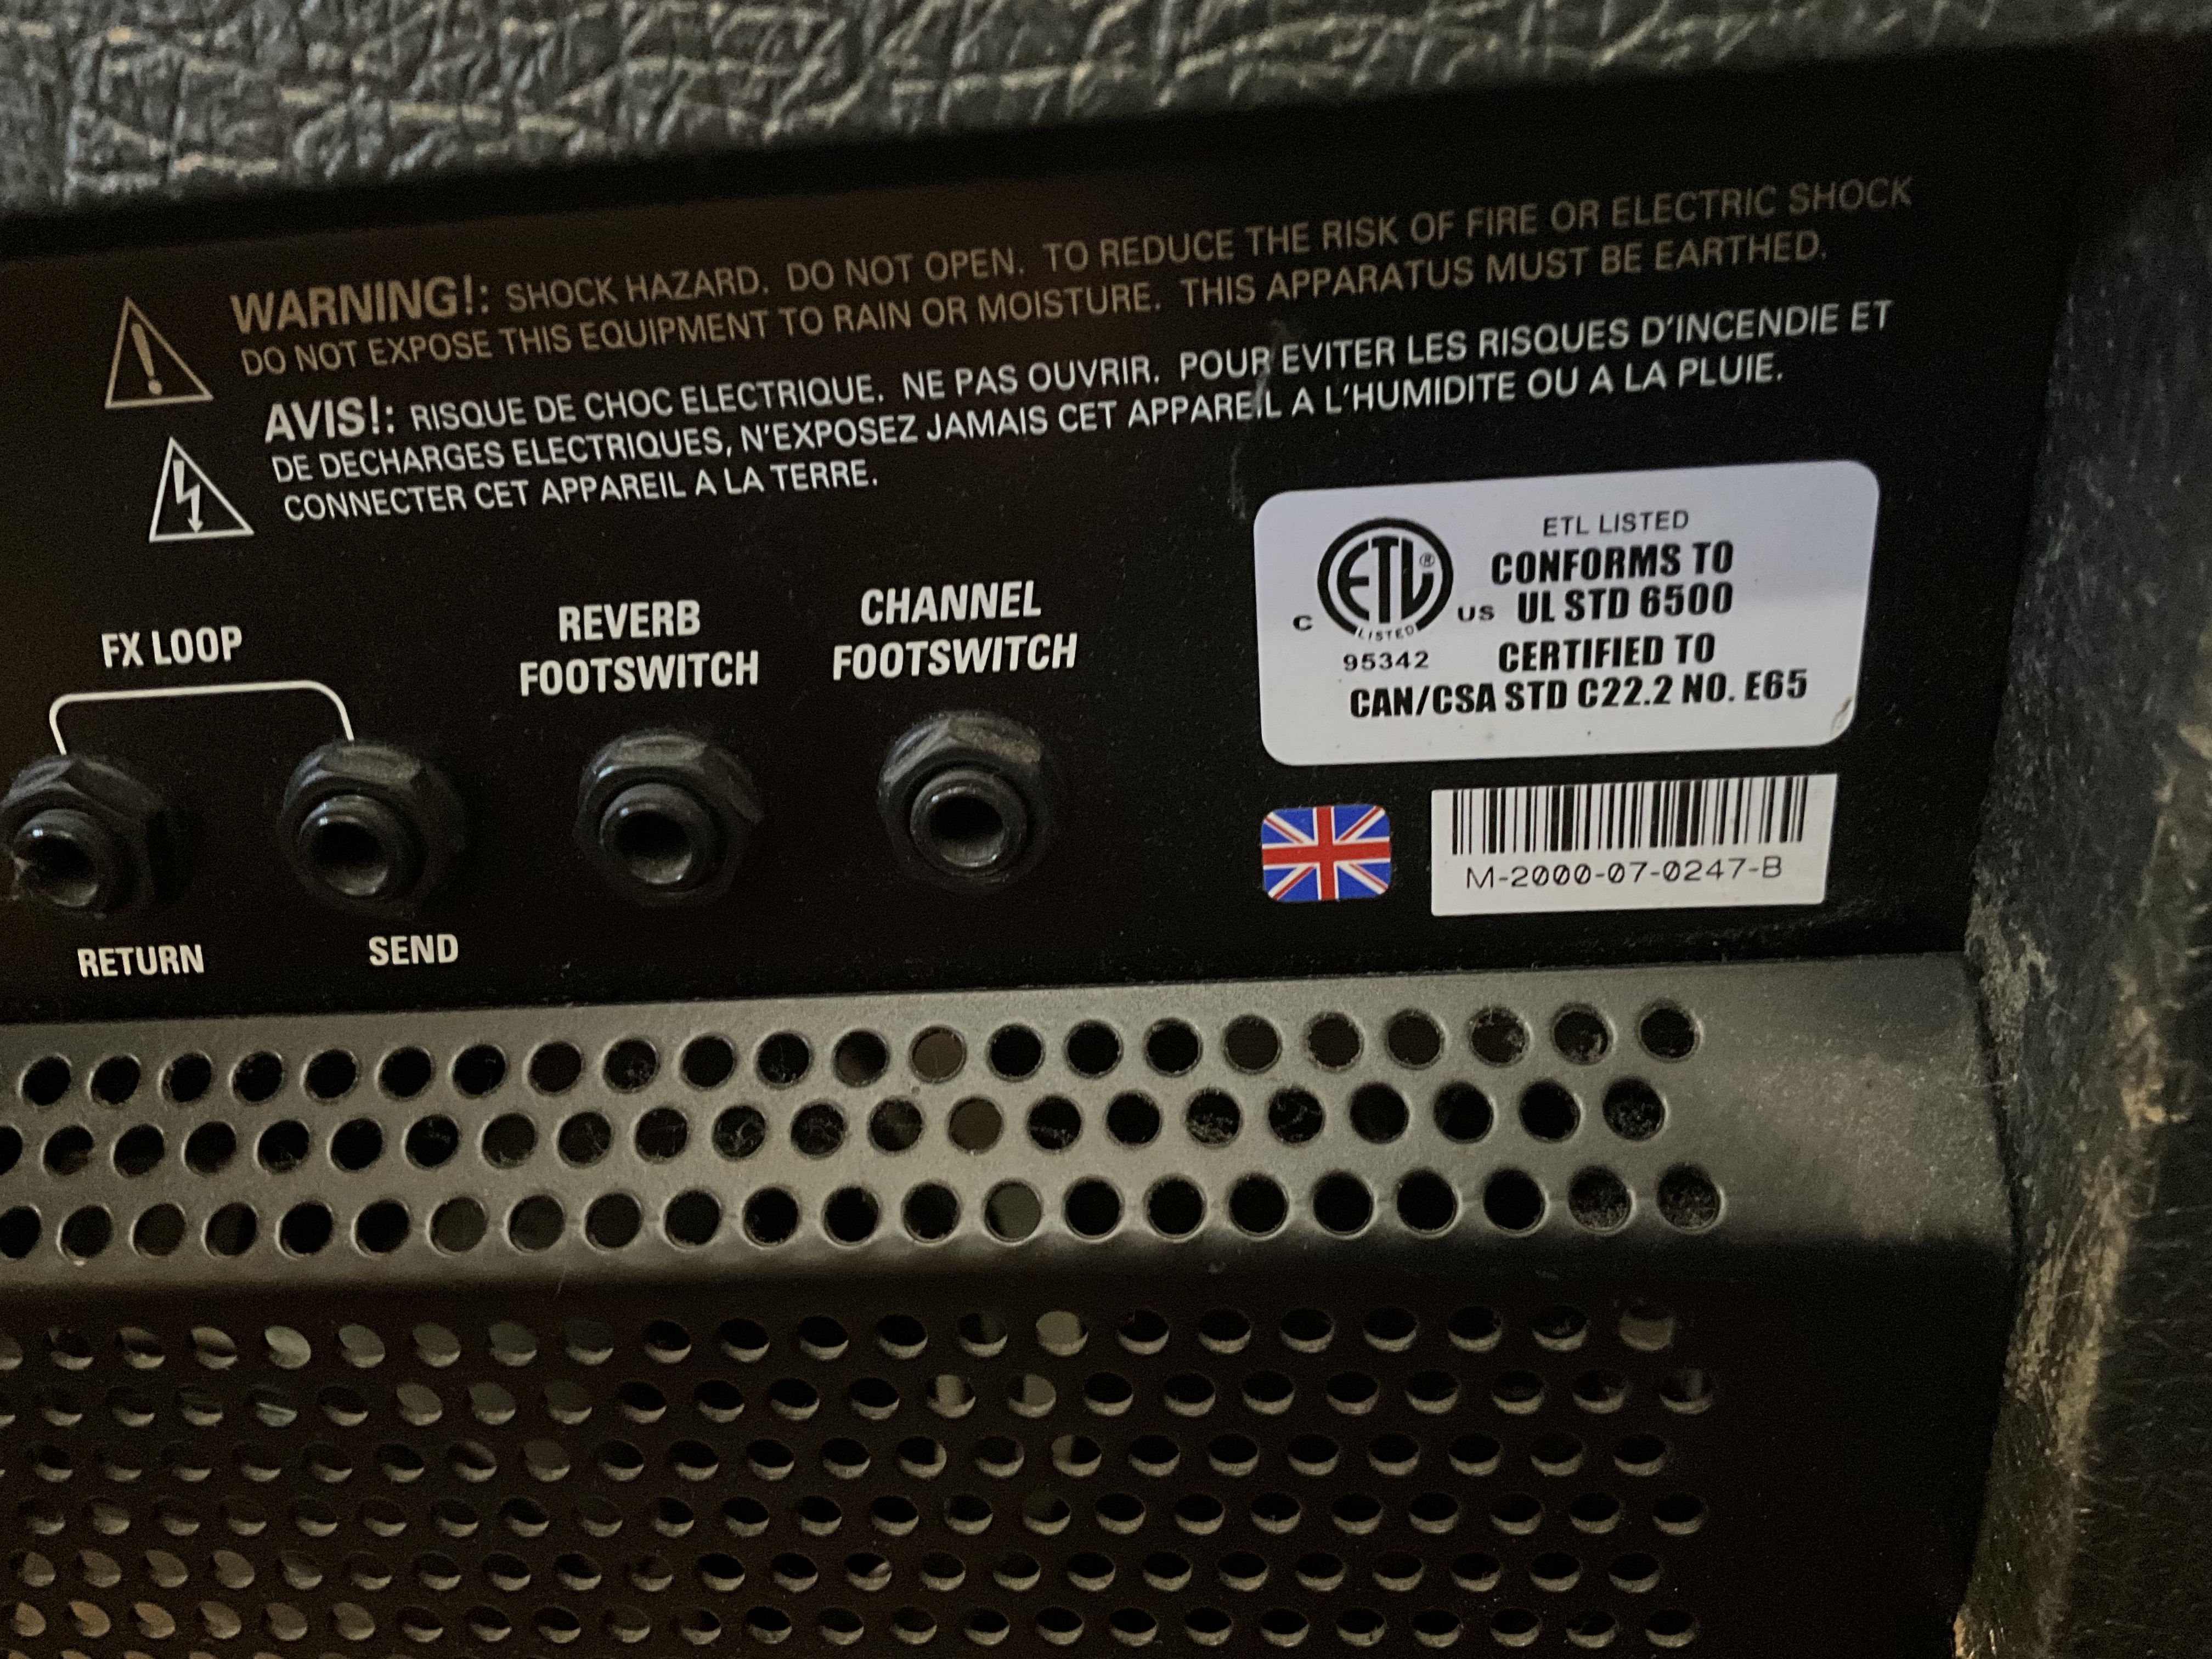 WARNING!: SHOCK HAZARD. DO NOT OPEN. TO REDUCE THE RISK OF FIRE OR ELECTRIC SHOCK
DO NOT EXPOSE THIS EQUIPMENT TO RAIN OR MOISTURE. THIS APPARATUS MUST BE EARTHED.
AVIS!: RISQUE DE CHOC ELECTRIQUE. NE PAS OUVRIR. POUR EVITER LES RISQUES D'INCENDIE ET
DE DECHARGES ELECTRIQUES, N'EXPOSEZ JAMAIS CET APPAREIL A L'HUMIDITE OU A LA PLUIE.
CONNECTER CET APPAREIL A LA TERRE.
FX LOOP
RETURN
SEND
REVERB
FOOTSWITCH
CHANNEL
FOOTSWITCH
C ETL® US
LISTED
95342
ETL LISTED
CONFORMS TO
UL STD 6500
CERTIFIED TO
CAN/CSA STD C22.2 NO. E65
M-2000-07-0247-B